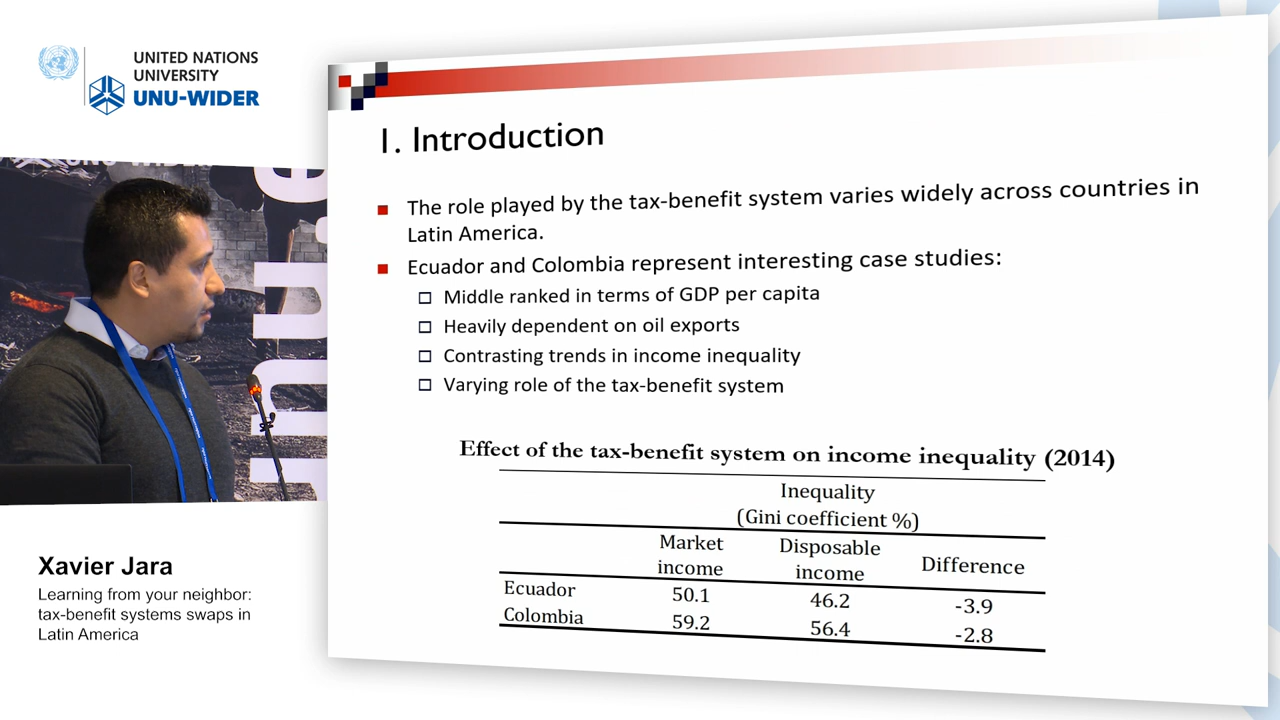 UNITED NATIONS
UNIVERSITY
UNU-WIDER
UNU-WIDER
1. Introduction
The role played by the tax-benefit system varies widely across countries in
Latin America.
Ecuador and Colombia represent interesting case studies:
Middle ranked in terms of GDP per capita
Heavily dependent on oil exports
Contrasting trends in income inequality
Varying role of the tax-benefit system
Effect of the tax-benefit system on income inequality (2014)
Inequality
(Gini coefficient %)
Market income Disposable income Difference
Ecuador 50.1 46.2 -3.9
Colombia 59.2 56.4 -2.8
Xavier Jara
Learning from your neighbor:
tax-benefit systems swaps in
Latin America